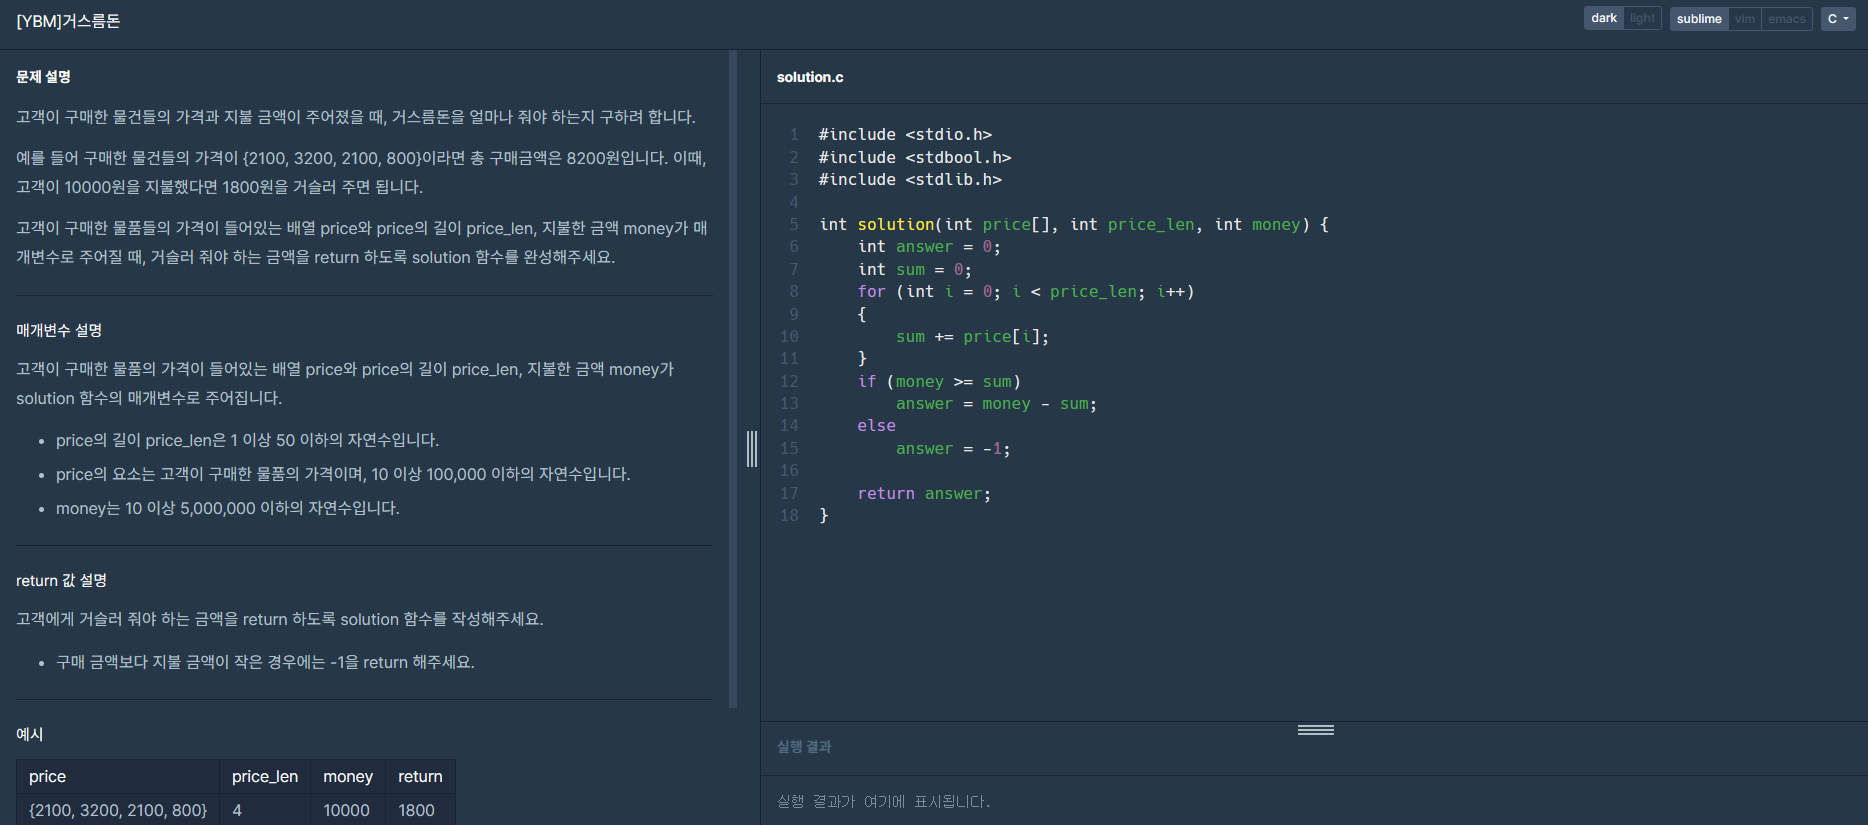 [YBM]거스름돈
dark light sublime vim emacs C
문제 설명
고객이 구매한 물건들의 가격과 지불 금액이 주어졌을 때, 거스름돈을 얼마나 줘야 하는지 구하려 합니다.
예를 들어 구매한 물건들의 가격이 {2100, 3200, 2100, 800}이라면 총 구매금액은 8200원입니다. 이때,
고객이 10000원을 지불했다면 1800원을 거슬러 주면 됩니다.
고객이 구매한 물품들의 가격이 들어있는 배열 price와 price의 길이 price_len, 지불한 금액 money가 매
개변수로 주어질 때, 거슬러 줘야 하는 금액을 return 하도록 solution 함수를 완성해주세요.
매개변수 설명
고객이 구매한 물품의 가격이 들어있는 배열 price와 price의 길이 price_len, 지불한 금액 money가
solution 함수의 매개변수로 주어집니다.
• price의 길이 price_len은 1 이상 50 이하의 자연수입니다.
• price의 요소는 고객이 구매한 물품의 가격이며, 10 이상 100,000 이하의 자연수입니다.
• money는 10 이상 5,000,000 이하의 자연수입니다.
return 값 설명
고객에게 거슬러 줘야 하는 금액을 return 하도록 solution 함수를 작성해주세요.
• 구매 금액보다 지불 금액이 작은 경우에는 -1을 return 해주세요.
예시
price price_len money return
{2100, 3200, 2100, 800} 4 10000 1800
solution.c
1 #include <stdio.h>
2 #include <stdbool.h>
3 #include <stdlib.h>
4
5 int solution(int price[], int price_len, int money) {
6     int answer = 0;
7     int sum = 0;
8     for (int i = 0; i < price_len; i++)
9     {
10         sum += price[i];
11     }
12     if (money >= sum)
13         answer = money - sum;
14     else
15         answer = -1;
16
17     return answer;
18 }
실행 결과
실행 결과가 여기에 표시됩니다.